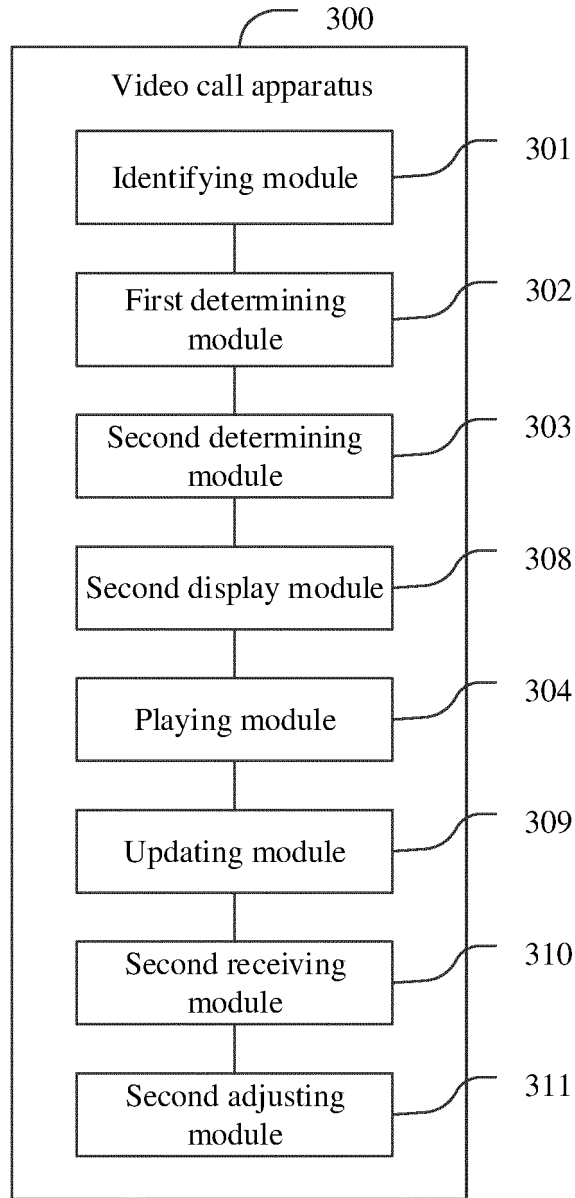 300
Video call apparatus
Identifying module
301
First determining
module
302
Second determining
module
303
Second display module
308
Playing module
304
Updating module
309
Second receiving
module
310
Second adjusting
module
311